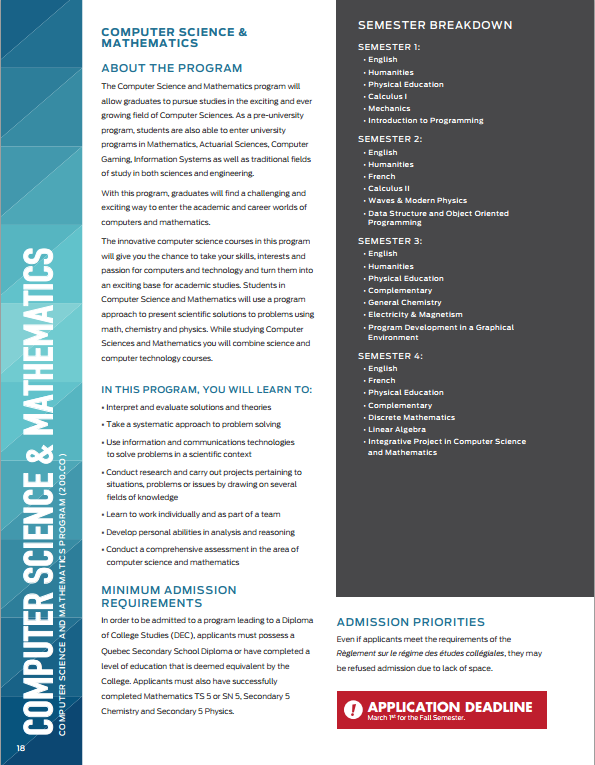 COMPUTER SCIENCE & MATHEMATICS
COMPUTER SCIENCE AND MATHEMATICS PROGRAM (200.CO)
18
COMPUTER SCIENCE &
MATHEMATICS
ABOUT THE PROGRAM
The Computer Science and Mathematics program will
allow graduates to pursue studies in the exciting and ever
growing field of Computer Sciences. As a pre-university
program, students are also able to enter university
programs in Mathematics, Actuarial Sciences, Computer
Gaming, Information Systems as well as traditional fields
of study in both sciences and engineering.
With this program, graduates will find a challenging and
exciting way to enter the academic and career worlds of
computers and mathematics.
The innovative computer science courses in this program
will give you the chance to take your skills, interests and
passion for computers and technology and turn them into
an exciting base for academic studies. Students in
Computer Science and Mathematics will use a program
approach to present scientific solutions to problems using
math, chemistry and physics. While studying Computer
Sciences and Mathematics you will combine science and
computer technology courses.
IN THIS PROGRAM, YOU WILL LEARN TO:
• Interpret and evaluate solutions and theories
• Take a systematic approach to problem solving
• Use information and communications technologies
to solve problems in a scientific context
• Conduct research and carry out projects pertaining to
situations, problems or issues by drawing on several
fields of knowledge
• Learn to work individually and as part of a team
• Develop personal abilities in analysis and reasoning
• Conduct a comprehensive assessment in the area of
computer science and mathematics
MINIMUM ADMISSION
REQUIREMENTS
In order to be admitted to a program leading to a Diploma
of College Studies (DEC), applicants must possess a
Quebec Secondary School Diploma or have completed a
level of education that is deemed equivalent by the
College. Applicants must also have successfully
completed Mathematics TS 5 or SN 5, Secondary 5
Chemistry and Secondary 5 Physics.
SEMESTER BREAKDOWN
SEMESTER 1:
• English
• Humanities
• Physical Education
• Calculus I
• Mechanics
• Introduction to Programming
SEMESTER 2:
• English
• Humanities
• French
• Calculus II
• Waves & Modern Physics
• Data Structure and Object Oriented
Programming
SEMESTER 3:
• English
• Humanities
• Physical Education
• Complementary
• General Chemistry
• Electricity & Magnetism
• Program Development in a Graphical
Environment
SEMESTER 4:
• English
• French
• Physical Education
• Complementary
• Discrete Mathematics
• Linear Algebra
• Integrative Project in Computer Science
and Mathematics
ADMISSION PRIORITIES
Even if applicants meet the requirements of the
Règlement sur le régime des études collégiales, they may
be refused admission due to lack of space.
! APPLICATION DEADLINE
March 1st for the Fall Semester.